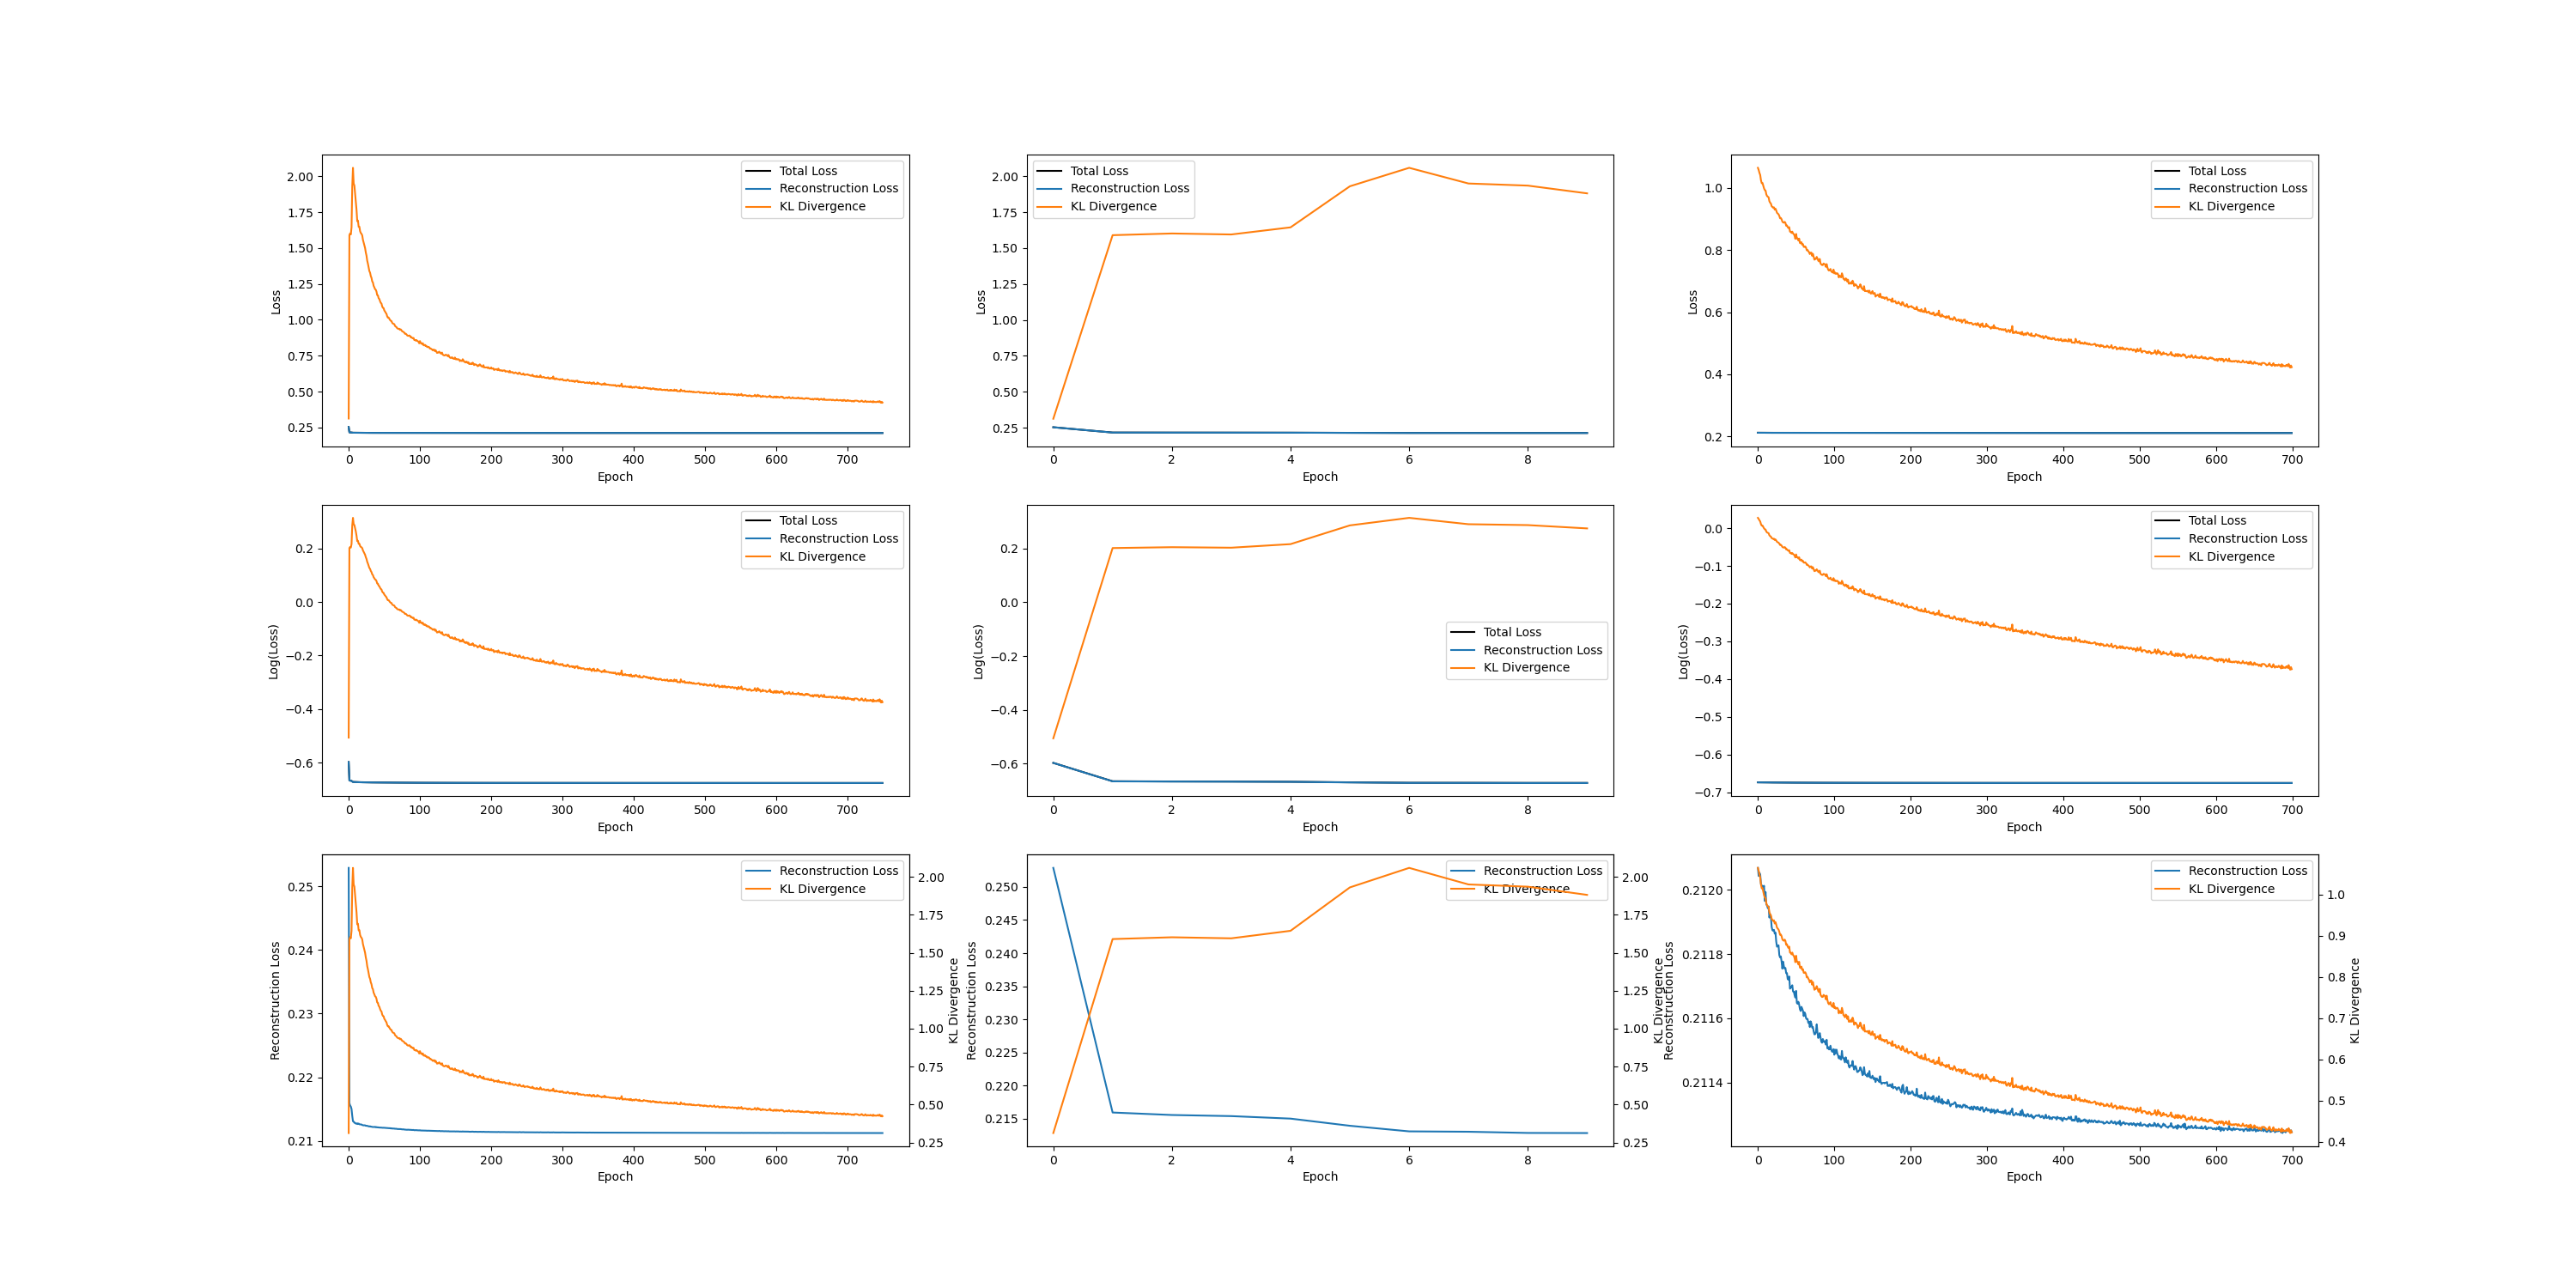 Loss
2.00
1.75
1.50
1.25
1.00
0.75
0.50
0.25
0 100 200 300 400 500 600 700
Epoch
Total Loss
Reconstruction Loss
KL Divergence
Loss
2.00
1.75
1.50
1.25
1.00
0.75
0.50
0.25
0 2 4 6 8
Epoch
Total Loss
Reconstruction Loss
KL Divergence
Loss
1.0
0.8
0.6
0.4
0.2
0 100 200 300 400 500 600 700
Epoch
Total Loss
Reconstruction Loss
KL Divergence
Log(Loss)
0.2
0.0
−0.2
−0.4
−0.6
0 100 200 300 400 500 600 700
Epoch
Total Loss
Reconstruction Loss
KL Divergence
Log(Loss)
0.2
0.0
−0.2
−0.4
−0.6
0 2 4 6 8
Epoch
Total Loss
Reconstruction Loss
KL Divergence
Log(Loss)
0.0
−0.1
−0.2
−0.3
−0.4
−0.5
−0.6
−0.7
0 100 200 300 400 500 600 700
Epoch
Total Loss
Reconstruction Loss
KL Divergence
Reconstruction Loss
0.25
0.24
0.23
0.22
0.21
0 100 200 300 400 500 600 700
Epoch
Reconstruction Loss
KL Divergence
2.00
1.75
1.50
1.25
1.00
0.75
0.50
0.25
KL Divergence
Reconstruction Loss
0.250
0.245
0.240
0.235
0.230
0.225
0.220
0.215
0 2 4 6 8
Epoch
Reconstruction Loss
KL Divergence
2.00
1.75
1.50
1.25
1.00
0.75
0.50
0.25
KL Divergence
Reconstruction Loss
0.2120
0.2118
0.2116
0.2114
0 100 200 300 400 500 600 700
Epoch
Reconstruction Loss
KL Divergence
1.0
0.9
0.8
0.7
0.6
0.5
0.4
KL Divergence